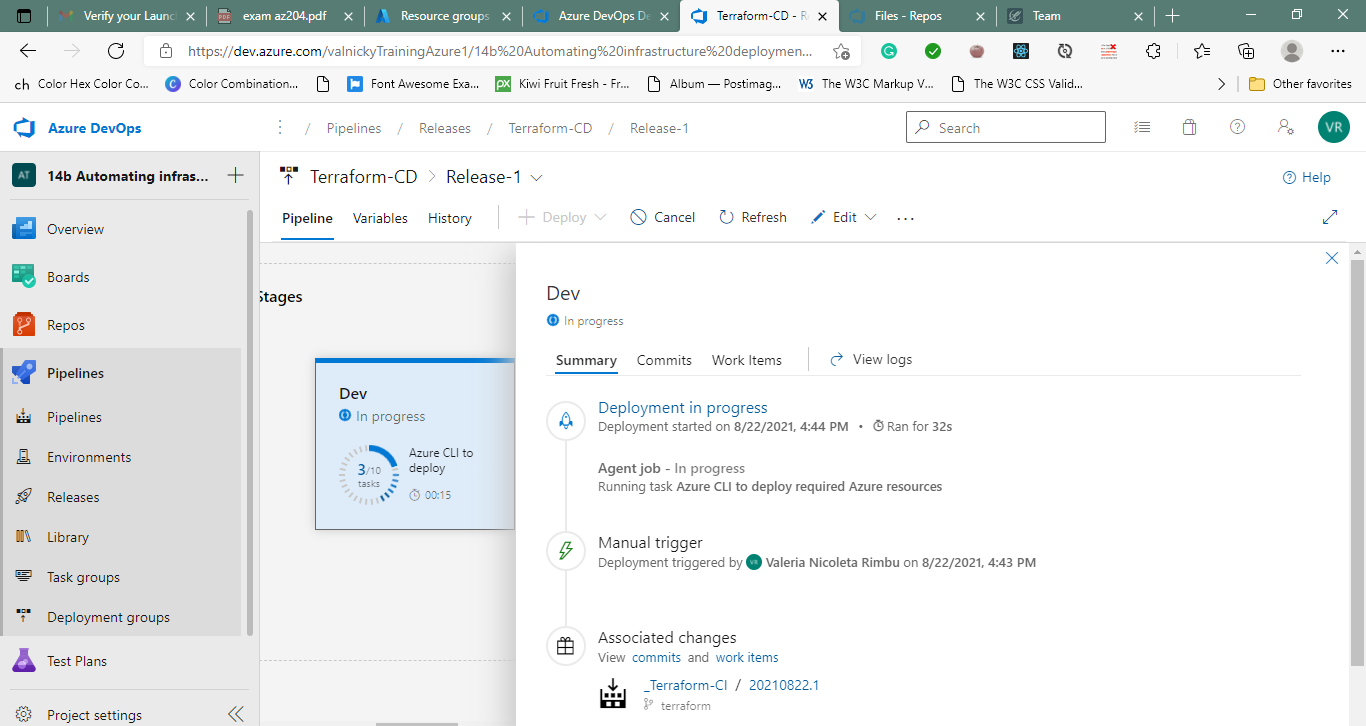 Verify your Launc
exam az204.pdf
Resource groups
Azure DevOps De
Terraform-CD - R
Files - Repos
Team
https://dev.azure.com/valnickyTrainingAzure1/14b%20Automating%20infrastructure%20deploymen...
ch Color Hex Color Co...
Color Combination...
Font Awesome Exa...
Kiwi Fruit Fresh - Fr...
Album — Postimag...
The W3C Markup V...
The W3C CSS Valid...
Other favorites
Azure DevOps
/ Pipelines / Releases / Terraform-CD / Release-1
Search
VR
AT 14b Automating infras...
Terraform-CD > Release-1
Help
Pipeline Variables History
Deploy Cancel Refresh Edit ...
Overview
Boards
Repos
Pipelines
Pipelines
Environments
Releases
Library
Task groups
Deployment groups
Test Plans
Project settings
Stages
Dev
In progress
3/10
tasks
Azure CLI to
deploy
00:15
Dev
In progress
Summary Commits Work Items View logs
Deployment in progress
Deployment started on 8/22/2021, 4:44 PM • Ran for 32s
Agent job - In progress
Running task Azure CLI to deploy required Azure resources
Manual trigger
Deployment triggered by VR Valeria Nicoleta Rimbu on 8/22/2021, 4:43 PM
Associated changes
View commits and work items
_Terraform-CI / 20210822.1
terraform